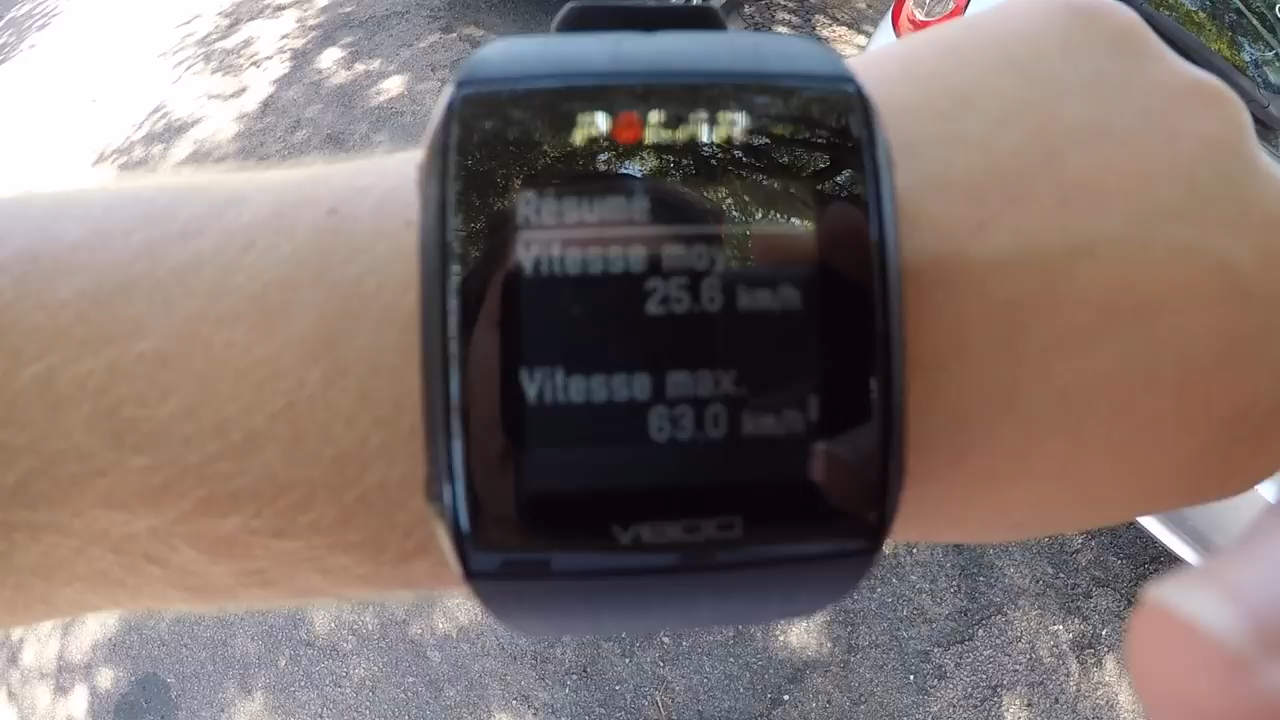 POLAR
Résumé
Vitesse moy.
25.6 km/h
Vitesse max.
63.0 km/h
V800